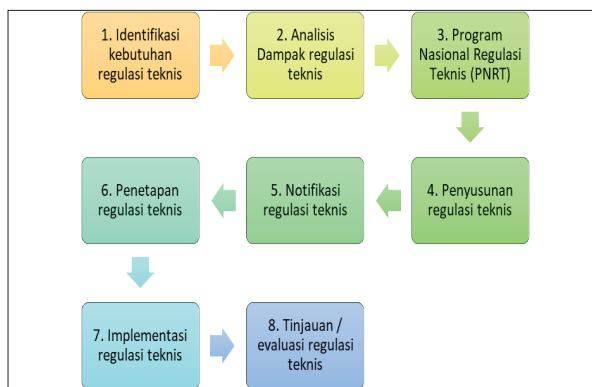 1. Identifikasi
kebutuhan
regulasi teknis
2. Analisis
Dampak regulasi
teknis
3. Program
Nasional Regulasi
Teknis (PNRT)
4. Penyusunan
regulasi teknis
5. Notifikasi
regulasi teknis
6. Penetapan
regulasi teknis
7. Implementasi
regulasi teknis
8. Tinjauan /
evaluasi regulasi
teknis